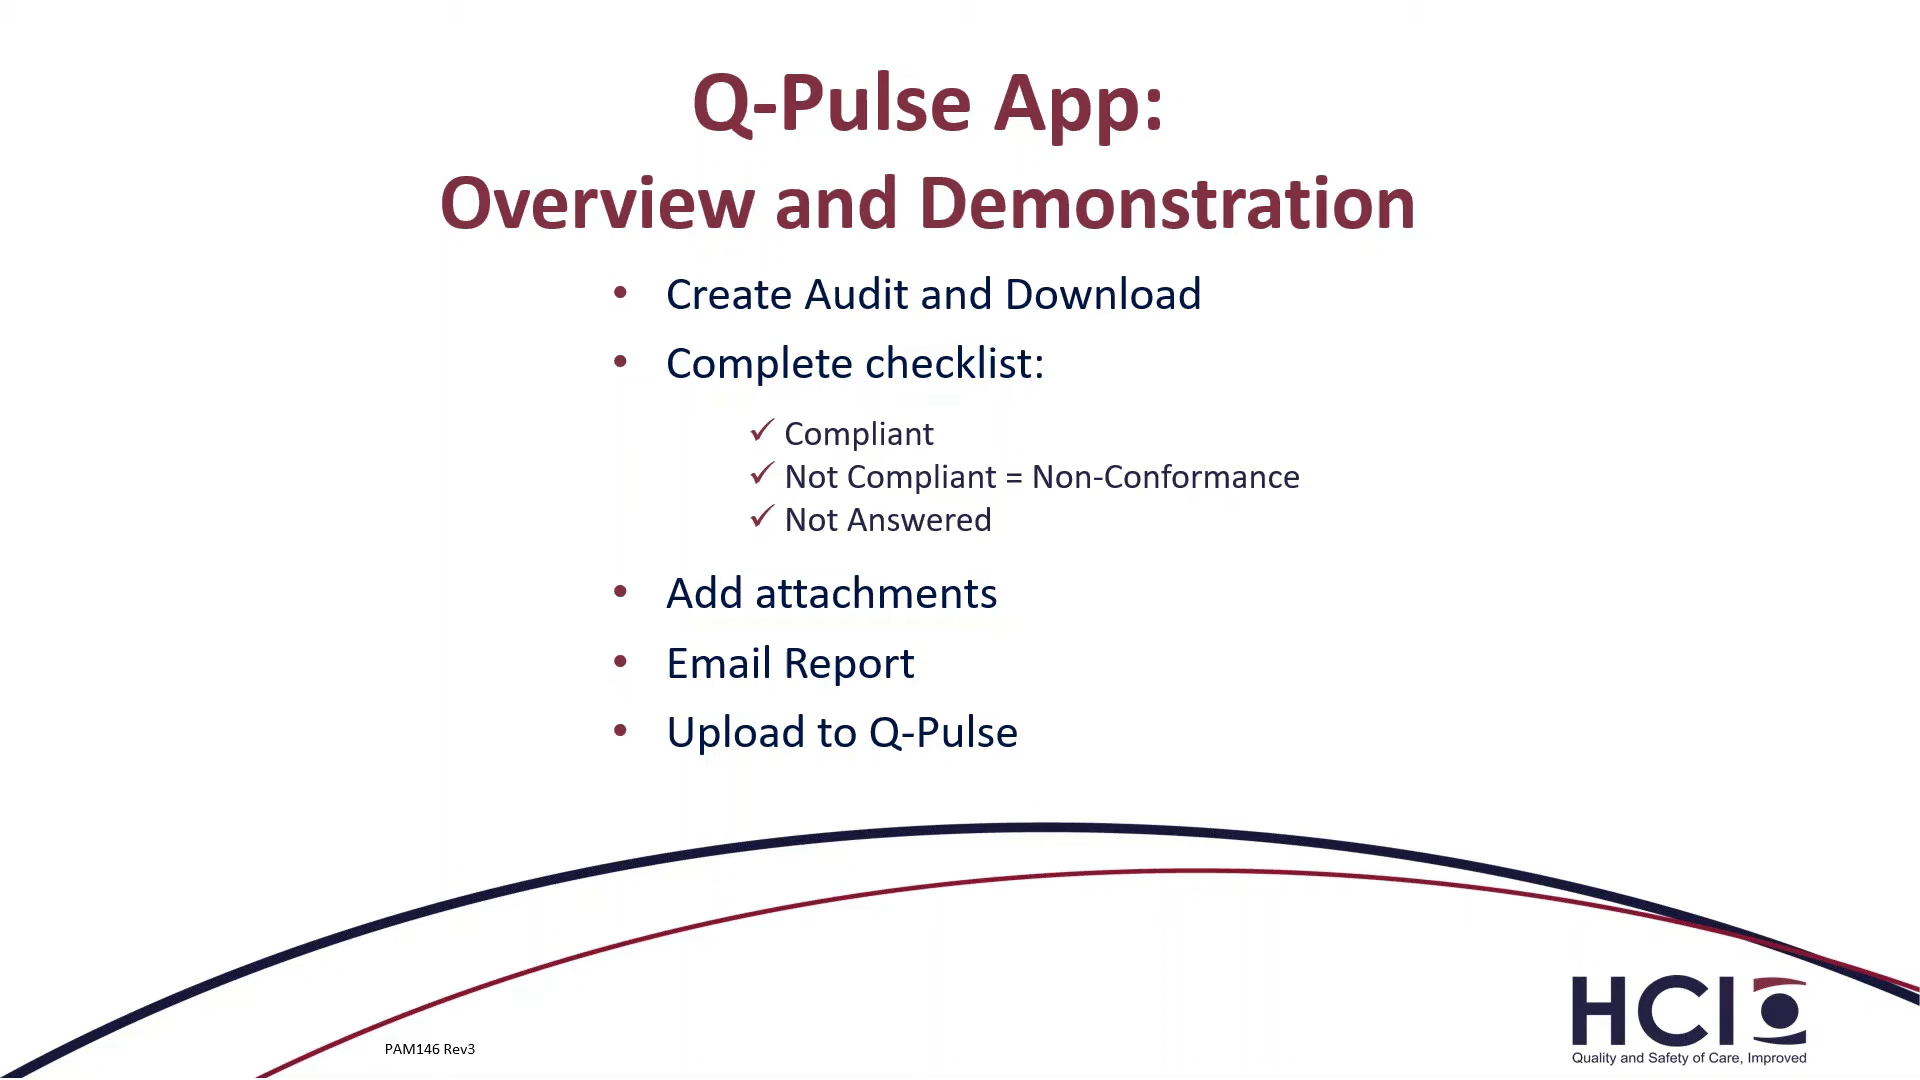 Q-Pulse App:
Overview and Demonstration
• Create Audit and Download
• Complete checklist:
✓ Compliant
✓ Not Compliant = Non-Conformance
✓ Not Answered
• Add attachments
• Email Report
• Upload to Q-Pulse
PAM146 Rev3
HCI
Quality and Safety of Care, Improved